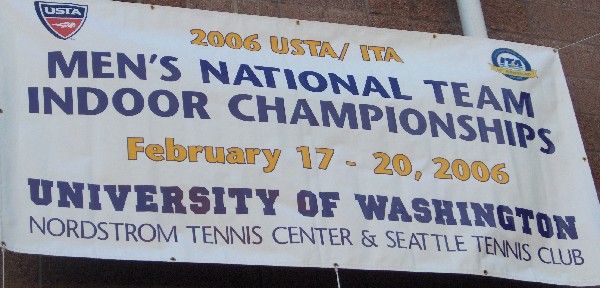 USTA
ITA
2006 USTA/ ITA
MEN'S NATIONAL TEAM
INDOOR CHAMPIONSHIPS
February 17 - 20, 2006
UNIVERSITY OF WASHINGTON
NORDSTROM TENNIS CENTER & SEATTLE TENNIS CLUB